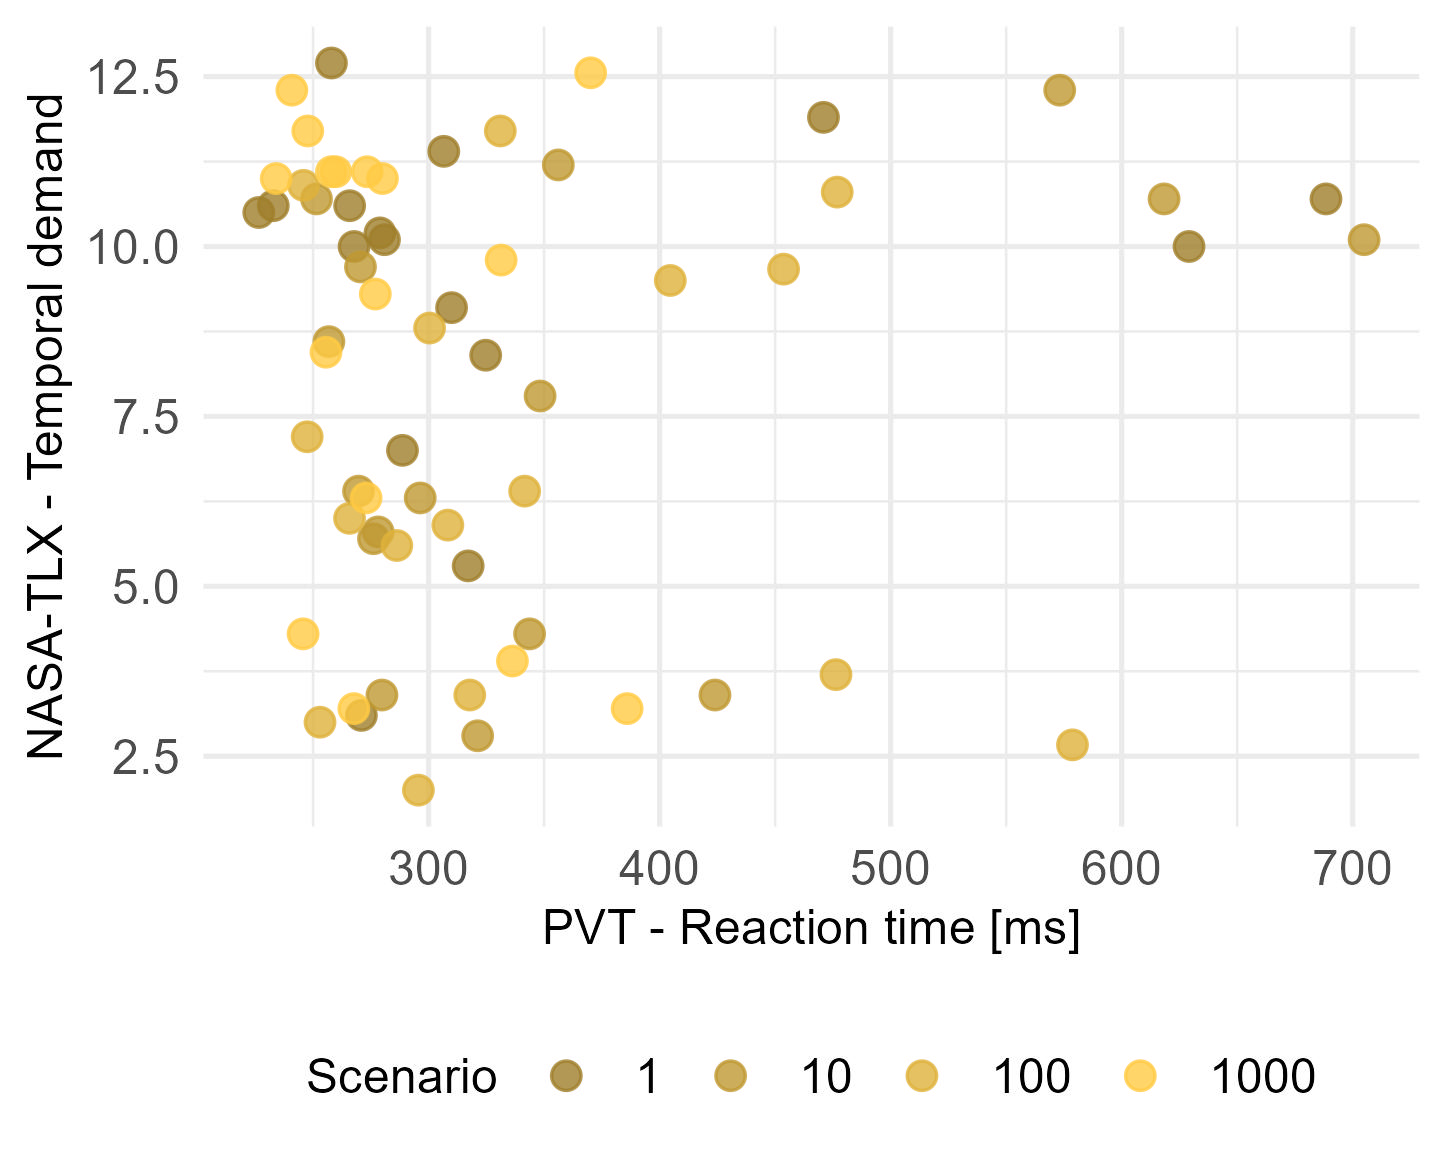 NASA-TLX - Temporal demand
12.5
10.0
7.5
5.0
2.5
300 400 500 600 700
PVT - Reaction time [ms]
Scenario 1 10 100 1000